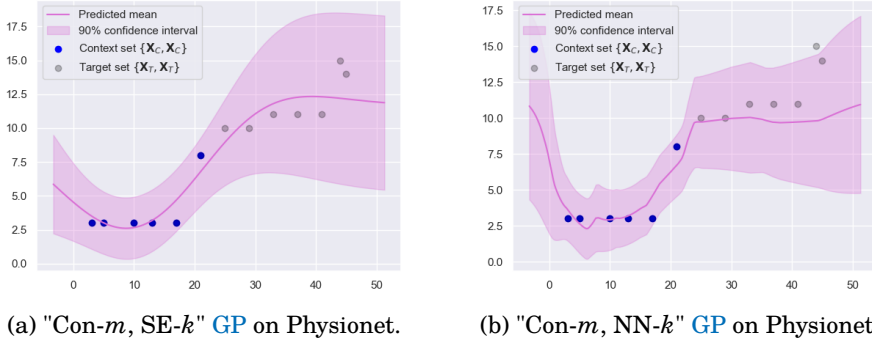 (a)
Predicted mean
90% confidence interval
Context set {X_C, X_C}
Target set {X_T, X_T}
17.5
15.0
12.5
10.0
7.5
5.0
2.5
0.0
0 10 20 30 40 50
(a) "Con-m, SE-k" GP on Physionet.
(b)
Predicted mean
90% confidence interval
Context set {X_C, X_C}
Target set {X_T, X_T}
17.5
15.0
12.5
10.0
7.5
5.0
2.5
0.0
0 10 20 30 40 50
(b) "Con-m, NN-k" GP on Physionet